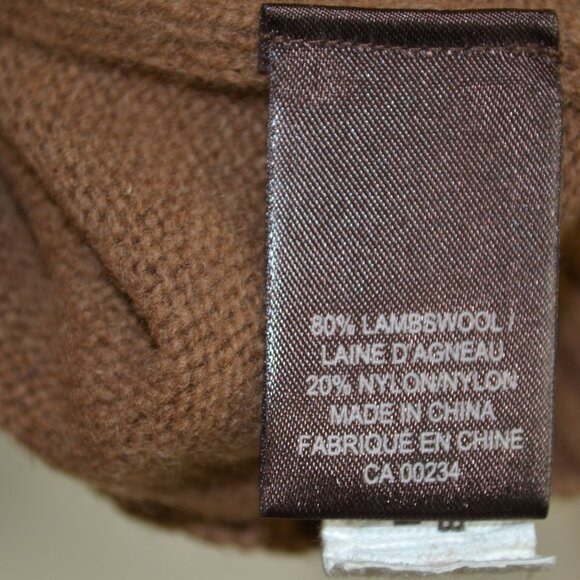 80% LAMBSWOOL /
LAINE D'AGNEAU
20% NYLON/NYLON
MADE IN CHINA
FABRIQUE EN CHINE
CA 00234